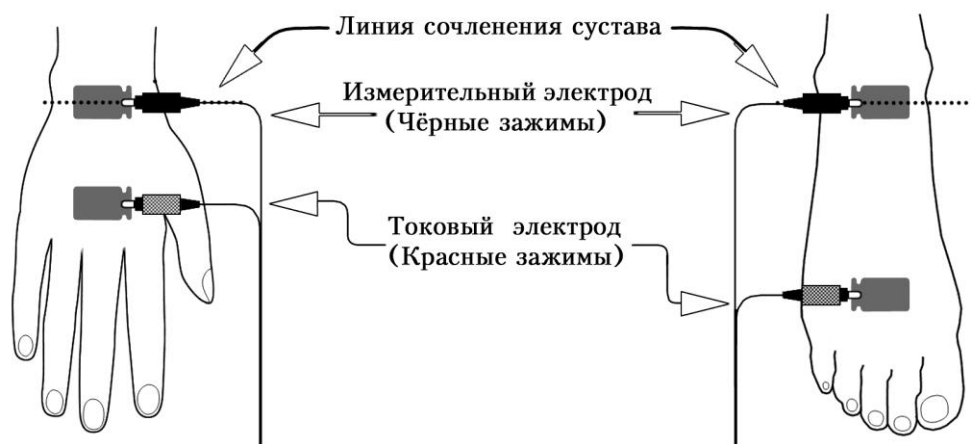 Линия сочленения сустава
Измерительный электрод
(Чёрные зажимы)
Токовый электрод
(Красные зажимы)